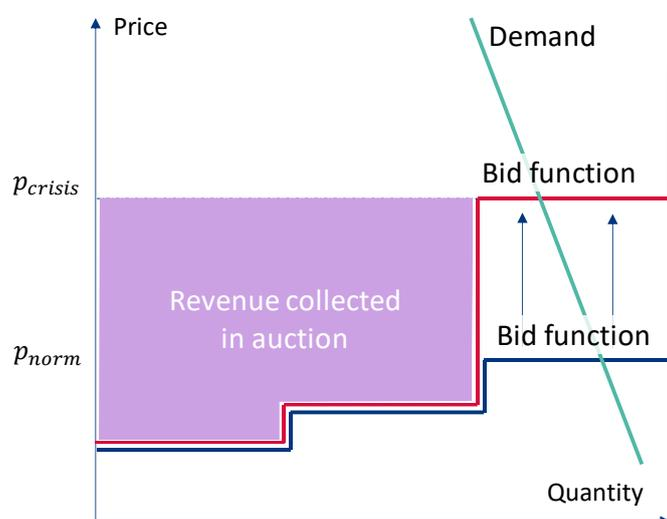 Price
Demand
Bid function
p_crisis
Revenue collected
in auction
Bid function
p_norm
Quantity